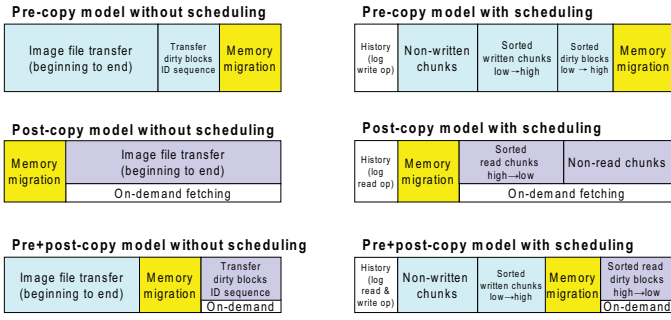 Pre-copy model without scheduling
Image file transfer
(beginning to end)
Transfer
dirty blocks
ID sequence
Memory
migration
Pre-copy model with scheduling
History
(log
write op)
Non-written
chunks
Sorted
written chunks
low→high
Sorted
dirty blocks
low → high
Memory
migration
Post-copy model without scheduling
Memory
migration
Image file transfer
(beginning to end)
On-demand fetching
Post-copy model with scheduling
History
(log
read op)
Memory
migration
Sorted
read chunks
high→low
Non-read chunks
On-demand fetching
Pre+post-copy model without scheduling
Image file transfer
(beginning to end)
Memory
migration
Transfer
dirty blocks
ID sequence
On-demand
Pre+post-copy model with scheduling
History
(log
read &
write op)
Non-written
chunks
Sorted
written chunks
low→high
Memory
migration
Sorted read
dirty blocks
high→low
On-demand